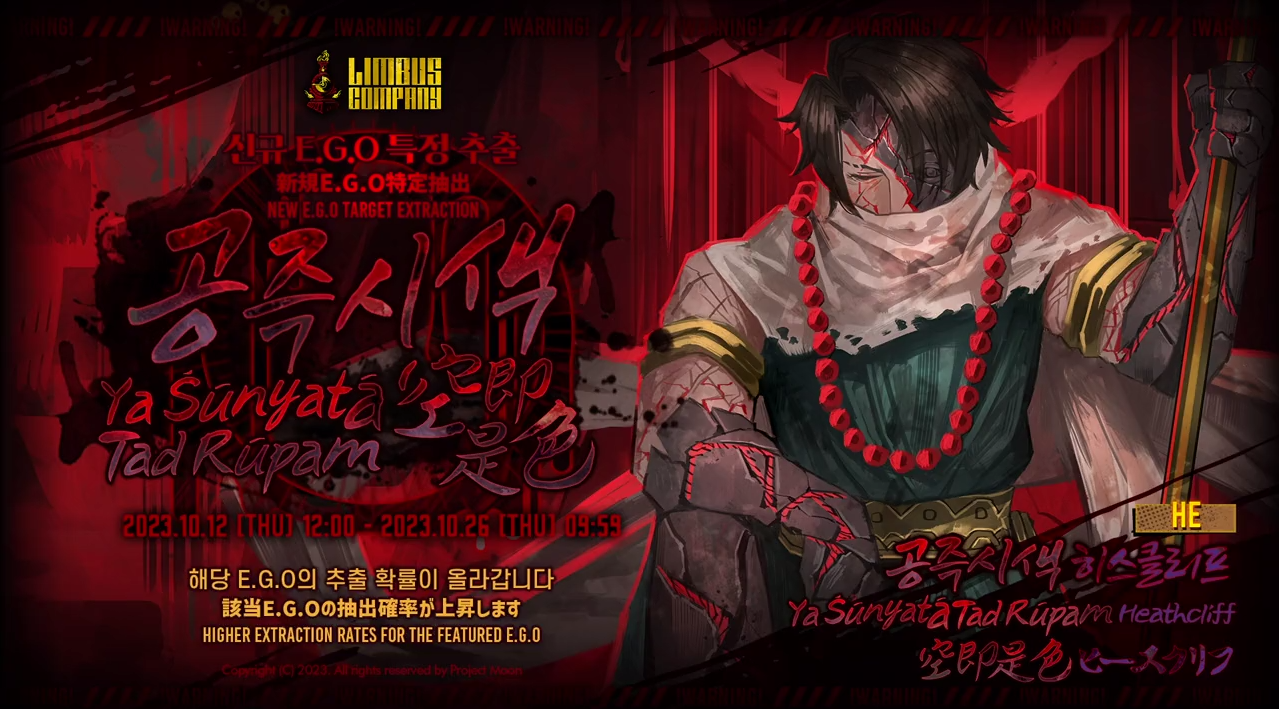 [WARNING!] [WARNING!] [WARNING!] [WARNING!]
LIMBUS
COMPANY
신규 E.G.O 특정 추출
新規E.G.O特定抽出
NEW E.G.O TARGET EXTRACTION
공즉시색
Ya Śūnyatā
Tad Rūpam
空即
是色
2023.10.12 [THU] 12:00 - 2023.10.26 [THU] 09:59
해당 E.G.O의 추출 확률이 올라갑니다
該当E.G.Oの抽出確率が上昇します
HIGHER EXTRACTION RATES FOR THE FEATURED E.G.O
Copyright (C) 2023. All rights reserved by Project Moon
HE
공즉시색 히스클리프
Ya Śūnyatā Tad Rūpam Heathcliff
空即是色 ヒースクリフ